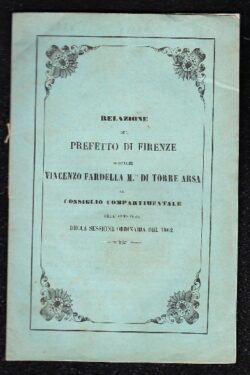 RELAZIONE
DEL
PREFETTO DI FIRENZE
VINCENZO FARDELLA M.se DI TORRE ARSA
AL
CONSIGLIO COMPARTIMENTALE
DELLA SESSIONE ORDINARIA DEL 1862